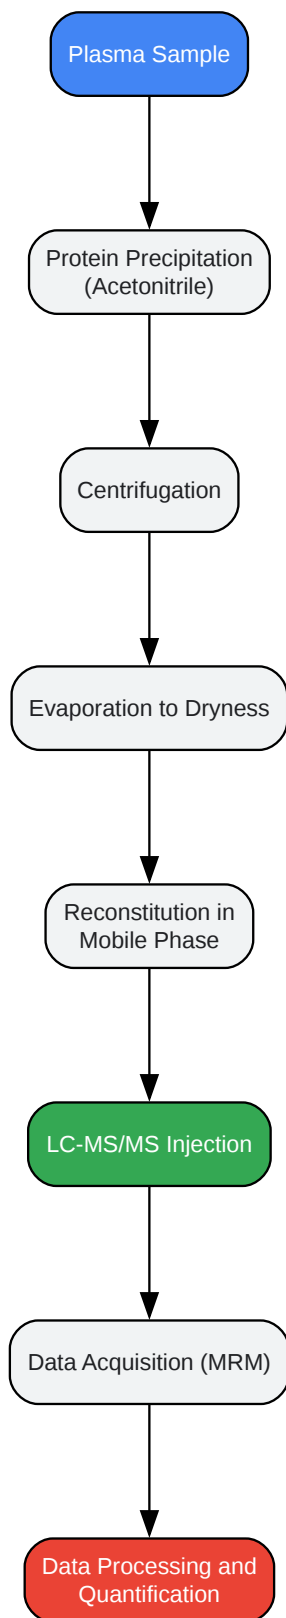 Plasma Sample
Protein Precipitation
(Acetonitrile)
Centrifugation
Evaporation to Dryness
Reconstitution in
Mobile Phase
LC-MS/MS Injection
Data Acquisition (MRM)
Data Processing and
Quantification